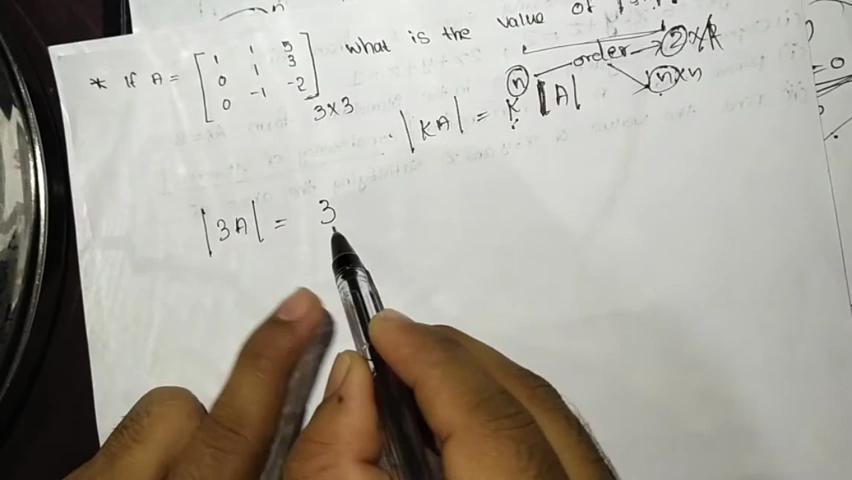 * If A = [ 1 1 5 what is the value of
0 1 3
0 -1 -2 ] 3×3
order → 2×
n n×n
|KA| = K |A|
|3A| = 3